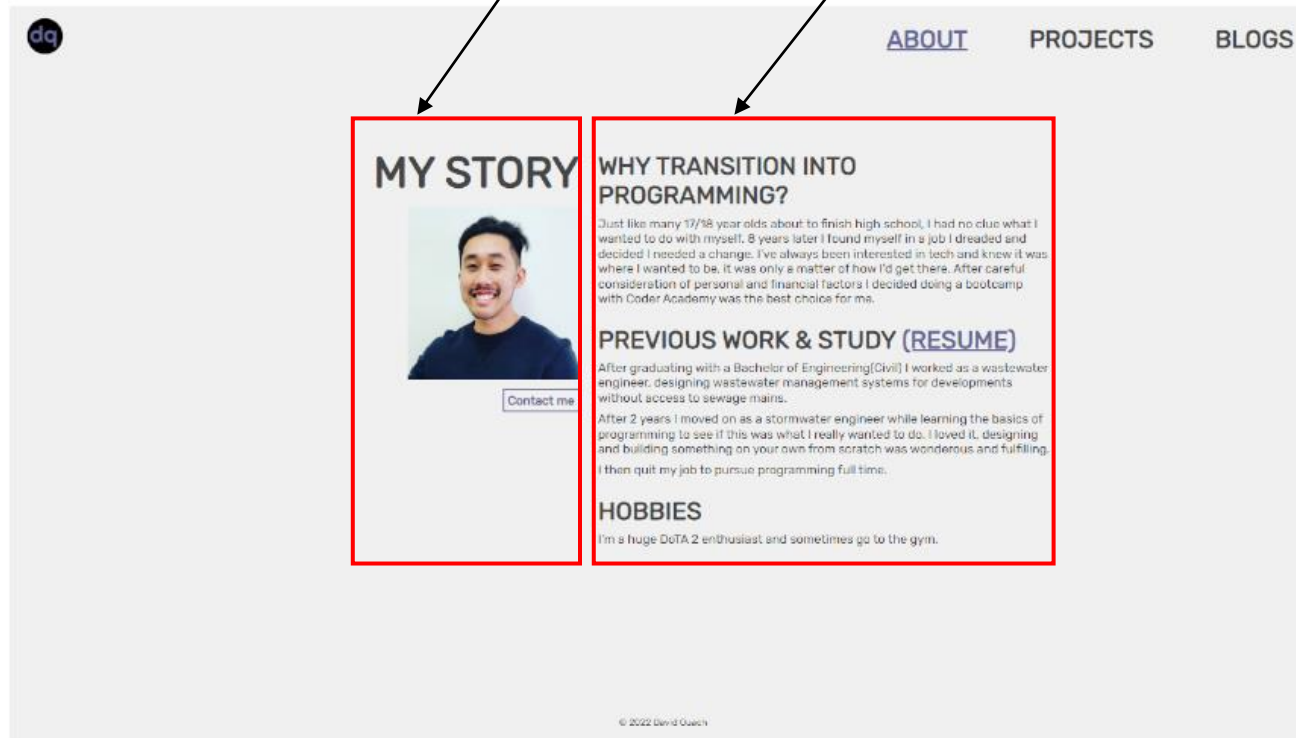 dq
ABOUT PROJECTS BLOGS
MY STORY
Contact me
WHY TRANSITION INTO
PROGRAMMING?
Just like many 17/18 year olds about to finish high school, I had no clue what I
wanted to do with myself. 8 years later I found myself in a job I dreaded and
decided I needed a change. I've always been interested in tech and knew it was
where I wanted to be, it was only a matter of how I'd get there. After careful
consideration of personal and financial factors I decided doing a bootcamp
with Coder Academy was the best choice for me.
PREVIOUS WORK & STUDY (RESUME)
After graduating with a Bachelor of Engineering(Civil) I worked as a wastewater
engineer, designing wastewater management systems for developments
without access to sewage mains.
After 2 years I moved on as a stormwater engineer while learning the basics of
programming to see if this was what I really wanted to do. I loved it, designing
and building something on your own from scratch was wonderous and fulfilling.
I then quit my job to pursue programming full time.
HOBBIES
I'm a huge DoTA 2 enthusiast and sometimes go to the gym.
© 2022 David Quach